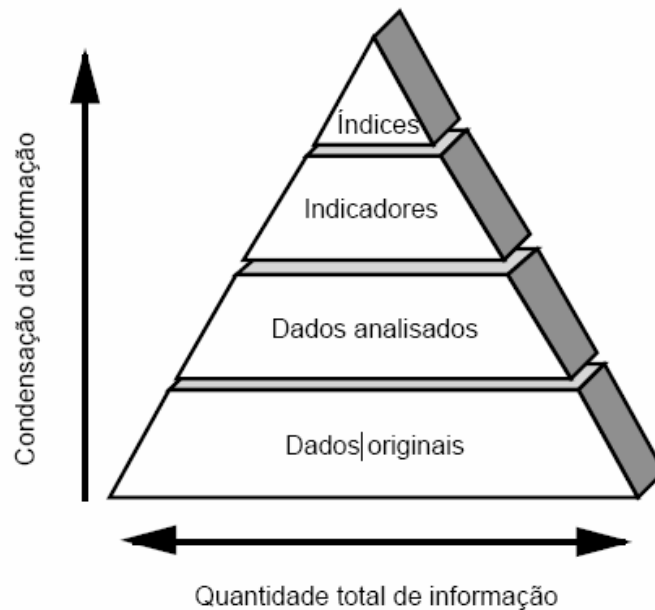 Condensação da informação
Índices
Indicadores
Dados analisados
Dados originais
Quantidade total de informação